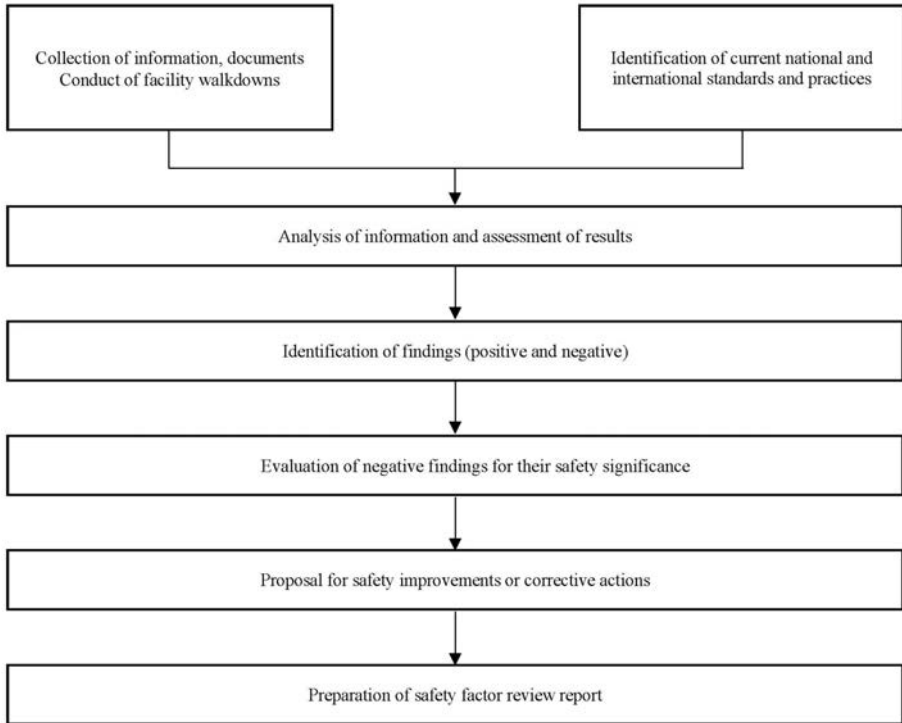 Collection of information, documents
Conduct of facility walkdowns
Identification of current national and
international standards and practices
Analysis of information and assessment of results
Identification of findings (positive and negative)
Evaluation of negative findings for their safety significance
Proposal for safety improvements or corrective actions
Preparation of safety factor review report